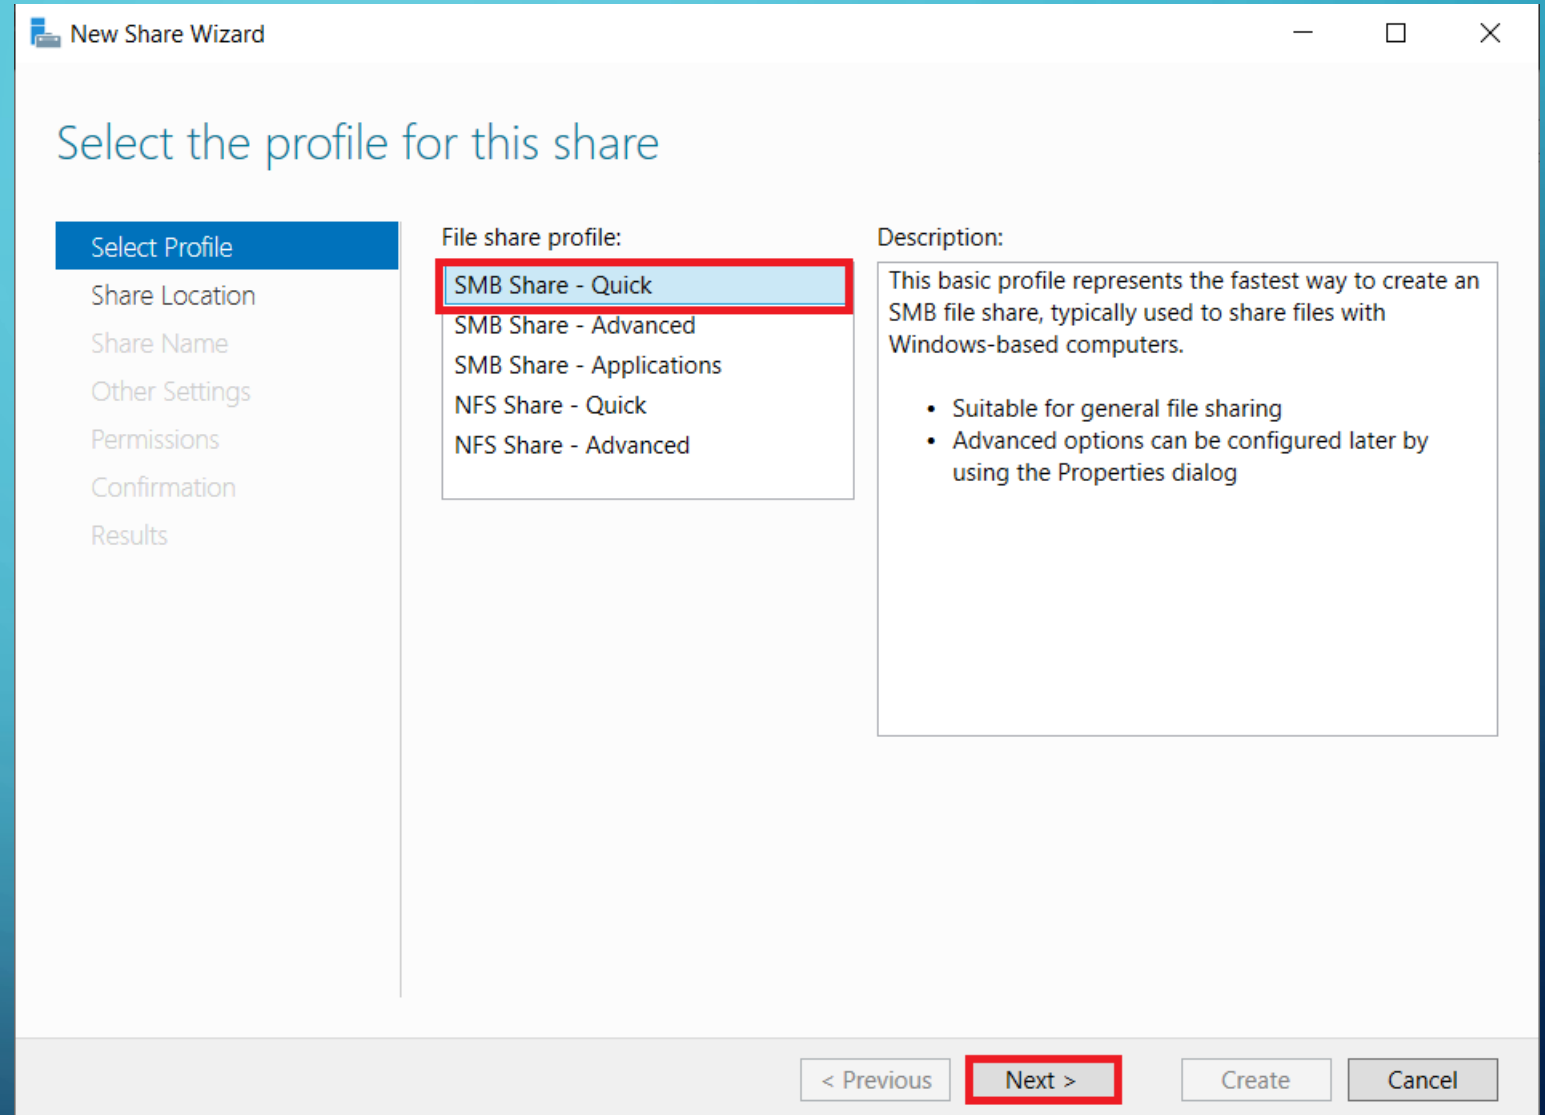 New Share Wizard
Select the profile for this share
Select Profile
Share Location
Share Name
Other Settings
Permissions
Confirmation
Results
File share profile:
SMB Share - Quick
SMB Share - Advanced
SMB Share - Applications
NFS Share - Quick
NFS Share - Advanced
Description:
This basic profile represents the fastest way to create an
SMB file share, typically used to share files with
Windows-based computers.
• Suitable for general file sharing
• Advanced options can be configured later by
using the Properties dialog
< Previous
Next >
Create
Cancel